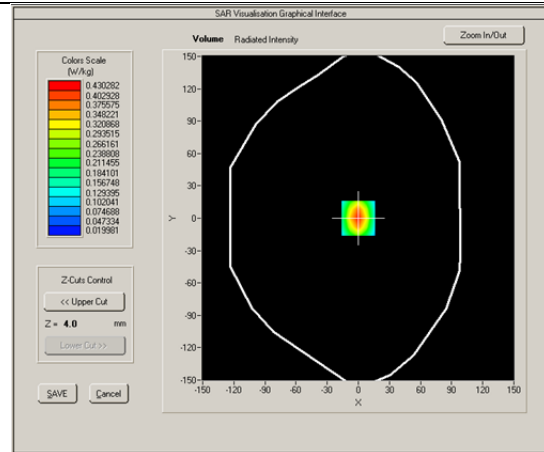 SAR Visualisation Graphical Interface
Volume Radiated Intensity
Zoom In/Out
Colors Scale
(W/kg)
0.430282
0.402928
0.375575
0.348221
0.320868
0.293515
0.266161
0.238808
0.211455
0.184101
0.156748
0.129395
0.102041
0.074688
0.047334
0.019981
Z-Cuts Control
<< Upper Cut
Z = 4.0 mm
Lower Cut >>
SAVE Cancel
150
120
90
60
30
0
-30
-60
-90
-120
-150
Y
-150 -120 -90 -60 -30 0 30 60 90 120 150
X